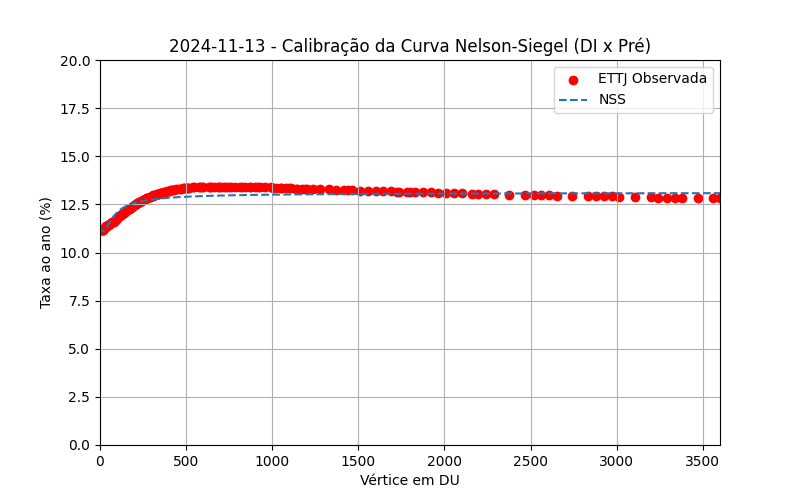 2024-11-13 - Calibração da Curva Nelson-Siegel (DI x Pré)
20.0
17.5
15.0
12.5
10.0
7.5
5.0
2.5
0.0
Taxa ao ano (%)
ETTJ Observada
NSS
0 500 1000 1500 2000 2500 3000 3500
Vértice em DU